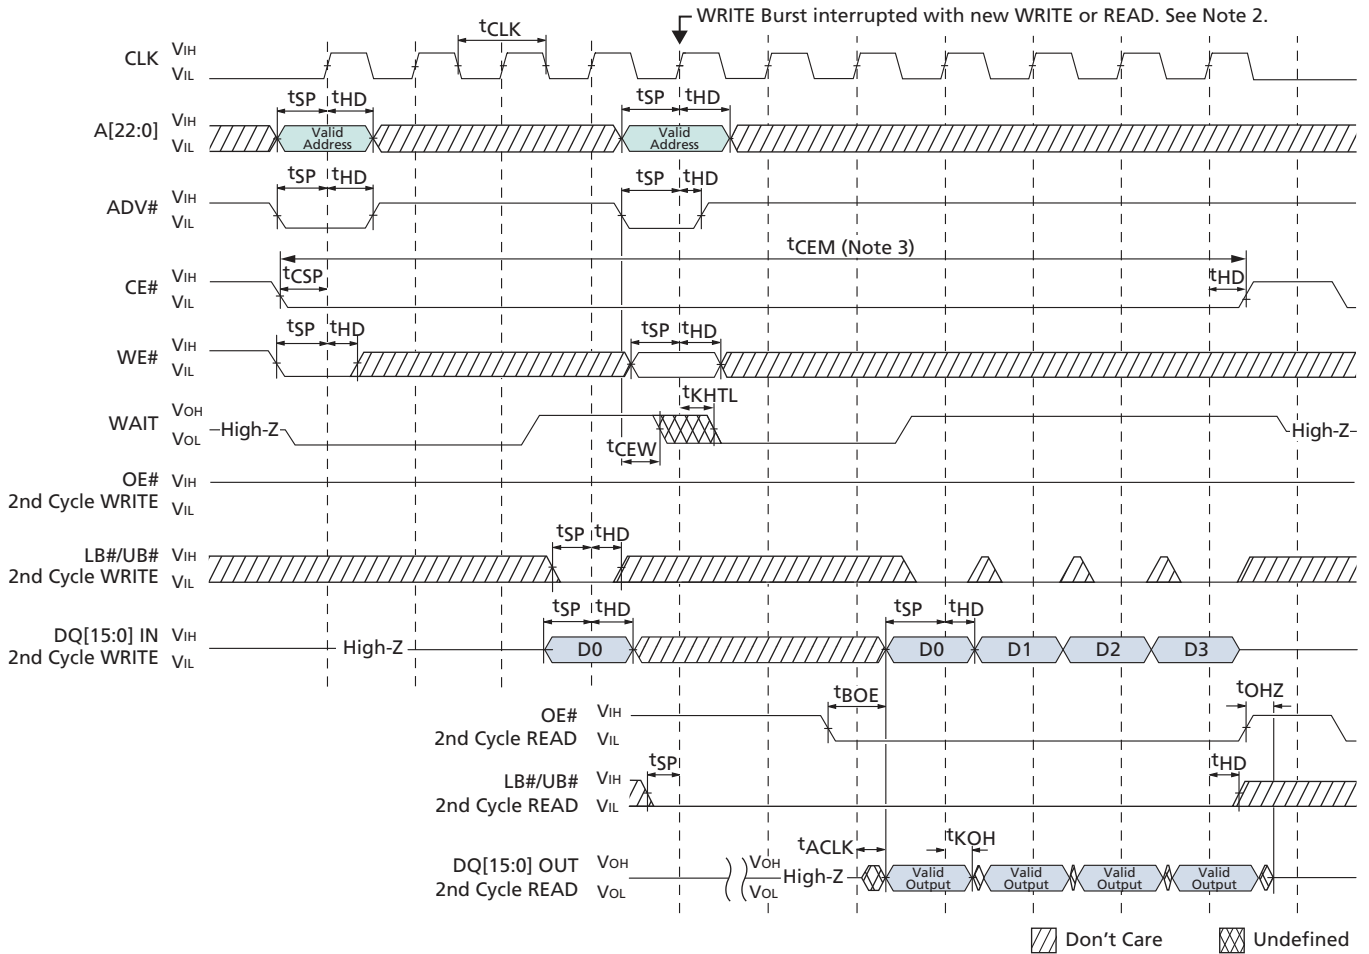 WRITE Burst interrupted with new WRITE or READ. See Note 2.
tCLK
CLK VIH
VIL
tSP tHD tSP tHD
A[22:0] VIH
VIL
Valid Address Valid Address
tSP tHD tSP tHD
ADV# VIH
VIL
tCEM (Note 3)
CE# VIH
VIL
tCSP tHD
tSP tHD tSP tHD
WE# VIH
VIL
tKHTL
WAIT VOH
VOL
High-Z High-Z
tCEW
OE# VIH
2nd Cycle WRITE VIL
tSP tHD
LB#/UB# VIH
2nd Cycle WRITE VIL
tSP tHD tSP tHD
DQ[15:0] IN VIH
2nd Cycle WRITE VIL
High-Z D0 D0 D1 D2 D3
tBOE tOHZ
OE# VIH
2nd Cycle READ VIL
tSP tHD
LB#/UB# VIH
2nd Cycle READ VIL
tACLK tKOH
DQ[15:0] OUT VOH
2nd Cycle READ VOL
VOH
VOL
High-Z
Valid Output Valid Output Valid Output Valid Output
Don't Care Undefined